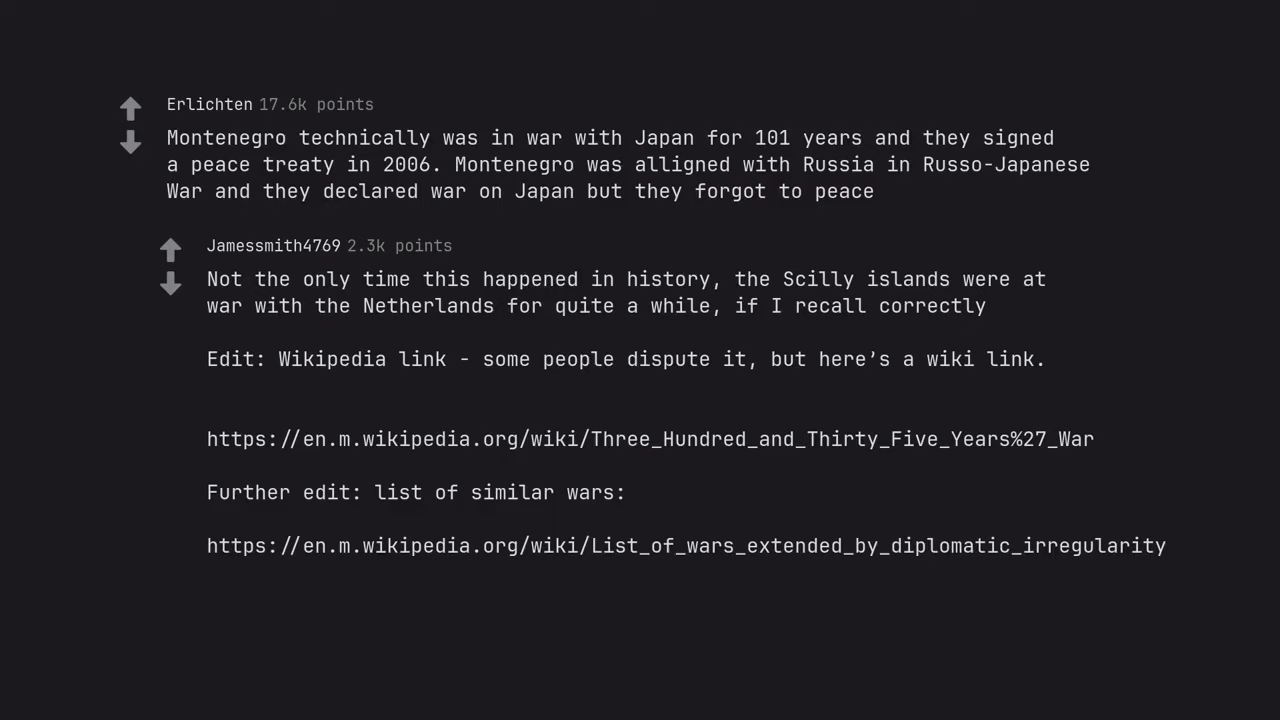 Erlichten 17.6k points
Montenegro technically was in war with Japan for 101 years and they signed
a peace treaty in 2006. Montenegro was alligned with Russia in Russo-Japanese
War and they declared war on Japan but they forgot to peace
Jamessmith4769 2.3k points
Not the only time this happened in history, the Scilly islands were at
war with the Netherlands for quite a while, if I recall correctly
Edit: Wikipedia link - some people dispute it, but here’s a wiki link.
https://en.m.wikipedia.org/wiki/Three_Hundred_and_Thirty_Five_Years%27_War
Further edit: list of similar wars:
https://en.m.wikipedia.org/wiki/List_of_wars_extended_by_diplomatic_irregularity